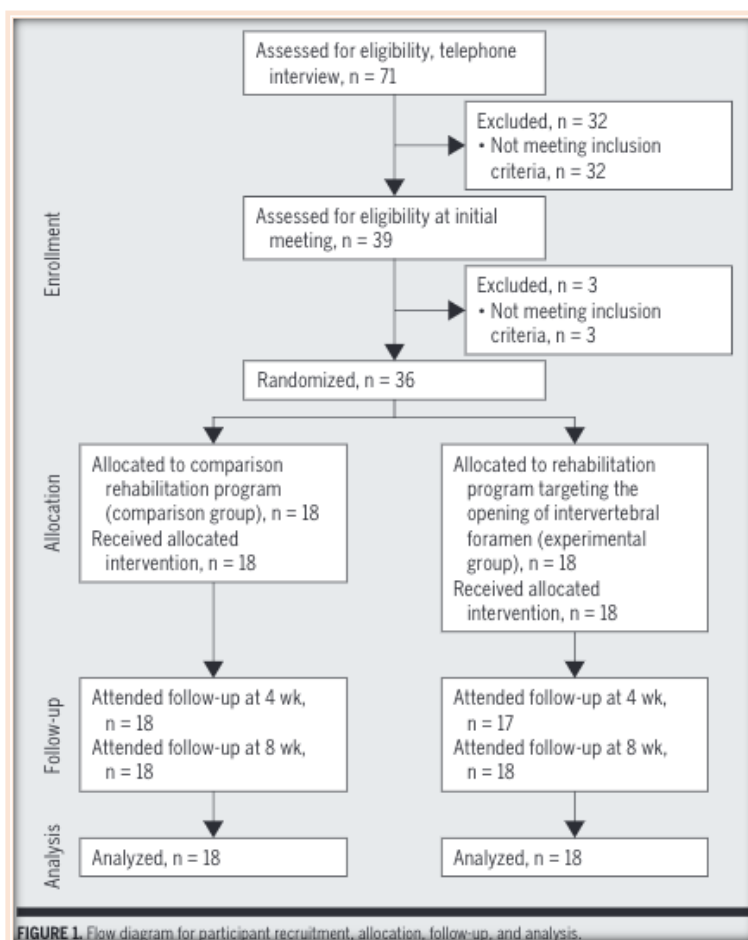 Assessed for eligibility, telephone
interview, n = 71
Excluded, n = 32
• Not meeting inclusion
criteria, n = 32
Enrollment
Assessed for eligibility at initial
meeting, n = 39
Excluded, n = 3
• Not meeting inclusion
criteria, n = 3
Randomized, n = 36
Allocation
Allocated to comparison
rehabilitation program
(comparison group), n = 18
Received allocated
intervention, n = 18
Allocated to rehabilitation
program targeting the
opening of intervertebral
foramen (experimental
group), n = 18
Received allocated
intervention, n = 18
Follow-up
Attended follow-up at 4 wk,
n = 18
Attended follow-up at 8 wk,
n = 18
Attended follow-up at 4 wk,
n = 17
Attended follow-up at 8 wk,
n = 18
Analysis
Analyzed, n = 18
Analyzed, n = 18
FIGURE 1. Flow diagram for participant recruitment, allocation, follow-up, and analysis.